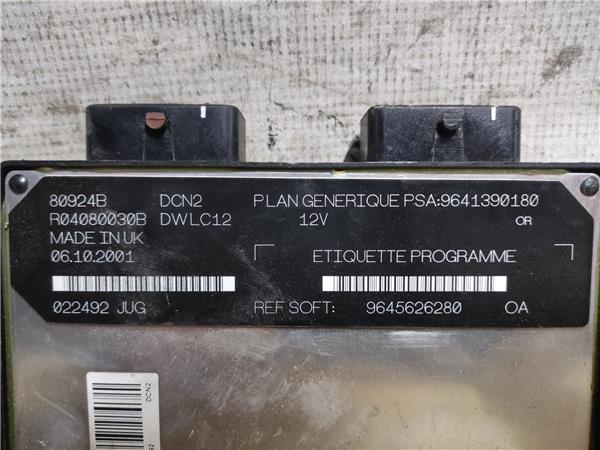 80924B DCN2 PLAN GENERIQUE PSA:9641390180
R04080030B DWLC12 12V OR
MADE IN UK
06.10.2001 ETIQUETTE PROGRAMME
022492 JUG REF SOFT: 9645626280 0A
DCN2